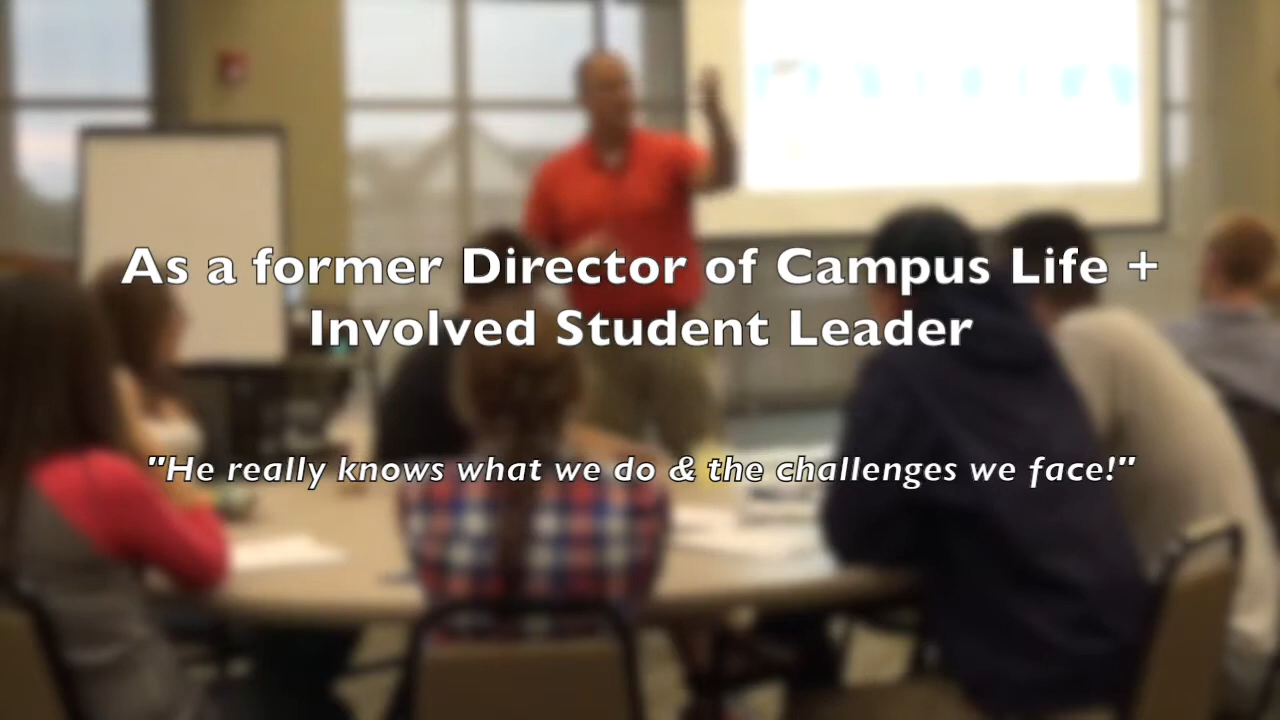 As a former Director of Campus Life +
Involved Student Leader
"He really knows what we do & the challenges we face!"